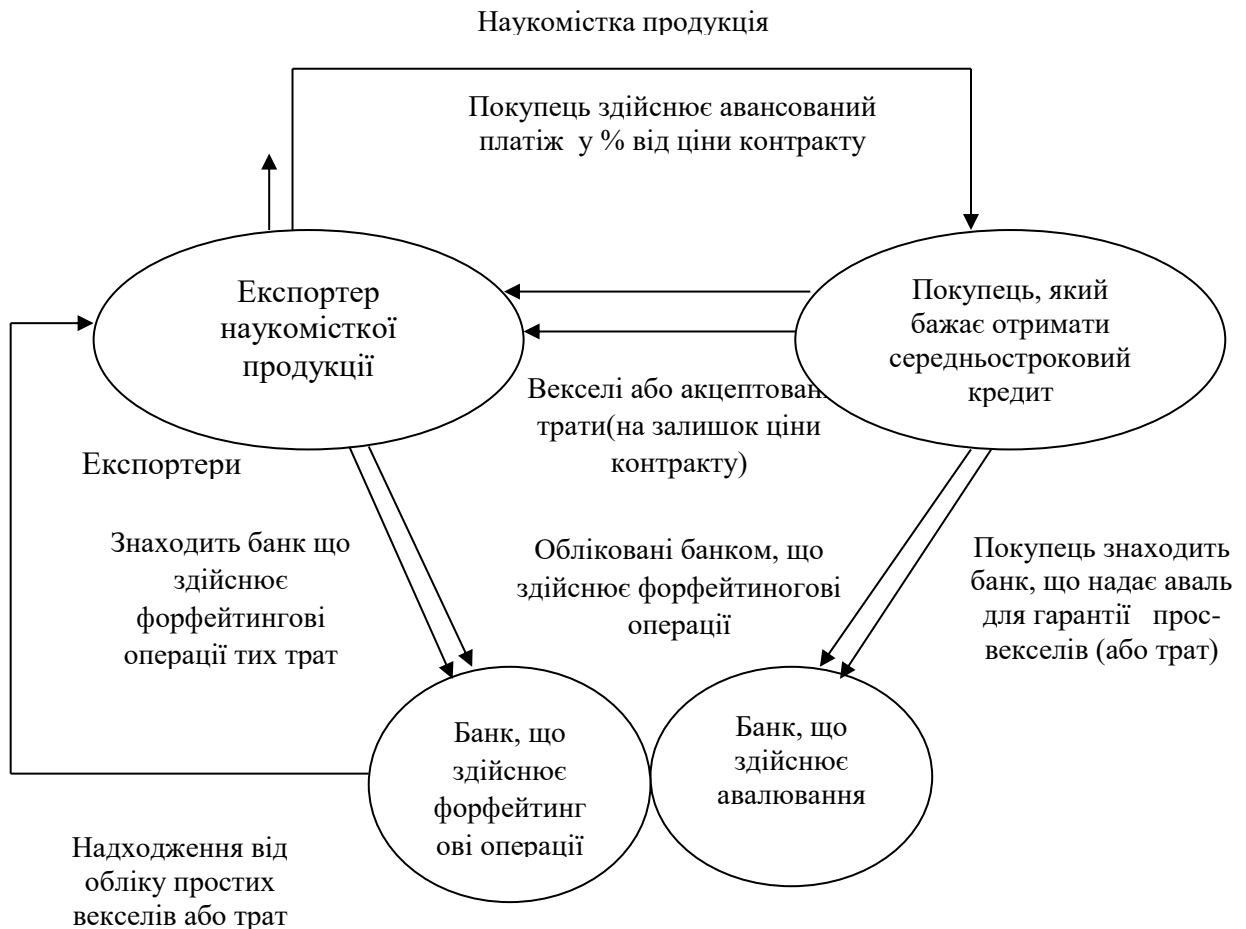 Наукомістка продукція
Покупець здійснює авансований
платіж у % від ціни контракту
Експортер
наукомісткої
продукції
Покупець, який
бажає отримати
середньостроковий
кредит
Векселі або акцептован
трати(на залишок ціни
контракту)
Експортери
Знаходить банк що
здійснює
форфейтингові
операції тих трат
Обліковані банком, що
здійснює форфейтиногові
операції
Покупець знаходить
банк, що надає аваль
для гарантії прос-
векселів (або трат)
Банк, що
здійснює
форфейтинг
ові операції
Банк, що
здійснює
авалювання
Надходження від
обліку простих
векселів або трат